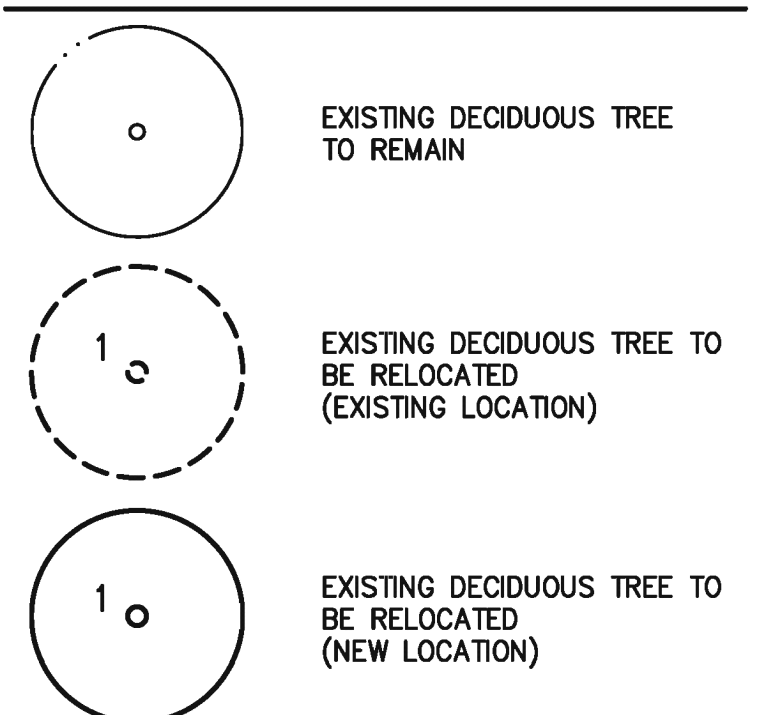 EXISTING DECIDUOUS TREE
TO REMAIN
1
EXISTING DECIDUOUS TREE TO
BE RELOCATED
(EXISTING LOCATION)
1
EXISTING DECIDUOUS TREE TO
BE RELOCATED
(NEW LOCATION)